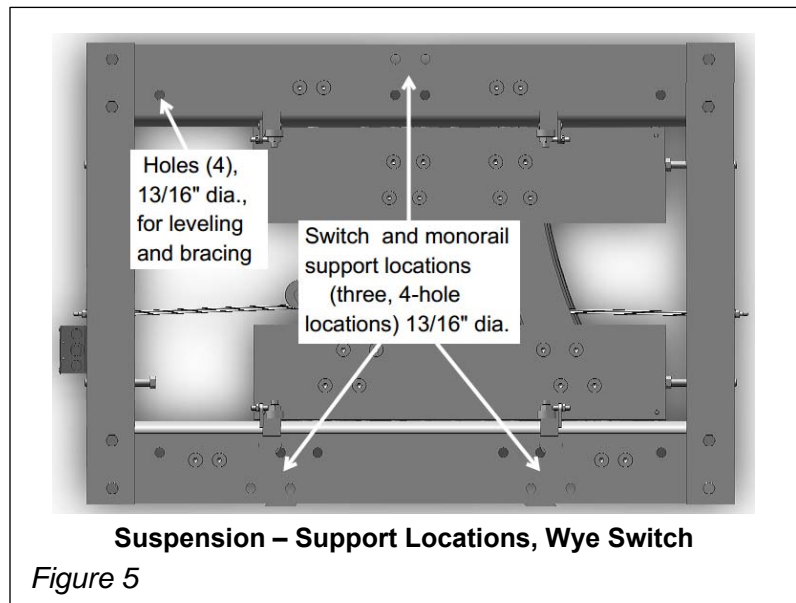 Holes (4),
13/16" dia.,
for leveling
and bracing
Switch and monorail
support locations
(three, 4-hole
locations) 13/16" dia.
Suspension – Support Locations, Wye Switch
Figure 5